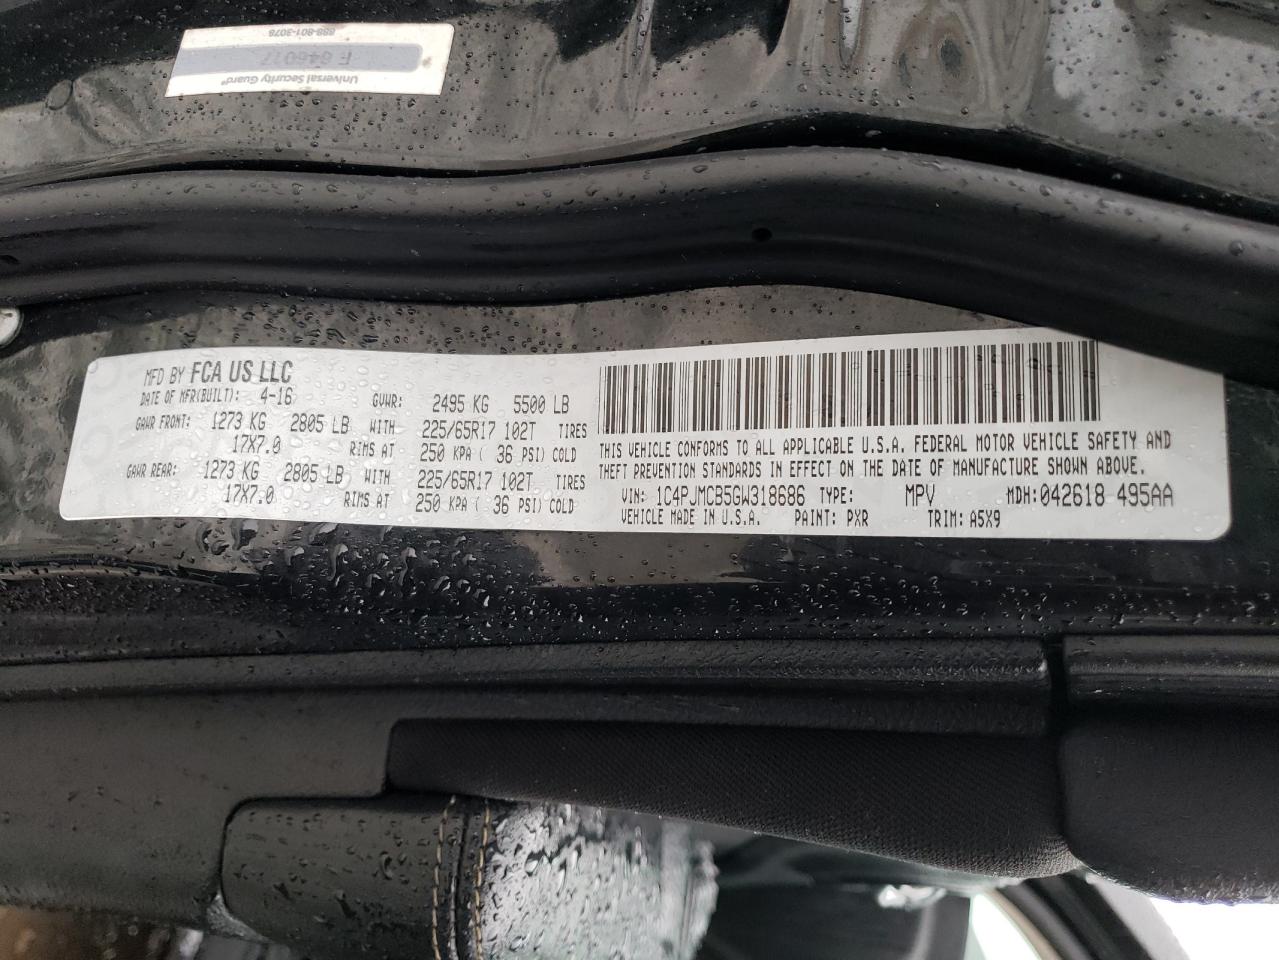 888-801-3078
F 846017
Universal Security Guard®
MFD BY FCA US LLC
DATE OF MFR(BUILT): 4-16 GVWR: 2495 KG 5500 LB
GAWR FRONT: 1273 KG 2805 LB WITH 225/65R17 102T TIRES
17X7.0 RIMS AT 250 KPA ( 36 PSI) COLD
GAWR REAR: 1273 KG 2805 LB WITH 225/65R17 102T TIRES
17X7.0 RIMS AT 250 KPA ( 36 PSI) COLD
THIS VEHICLE CONFORMS TO ALL APPLICABLE U.S.A. FEDERAL MOTOR VEHICLE SAFETY AND
THEFT PREVENTION STANDARDS IN EFFECT ON THE DATE OF MANUFACTURE SHOWN ABOVE.
VIN: 1C4PJMCB5GW318686 TYPE: MPV MDH: 042618 495AA
VEHICLE MADE IN U.S.A. PAINT: PXR TRIM: A5X9